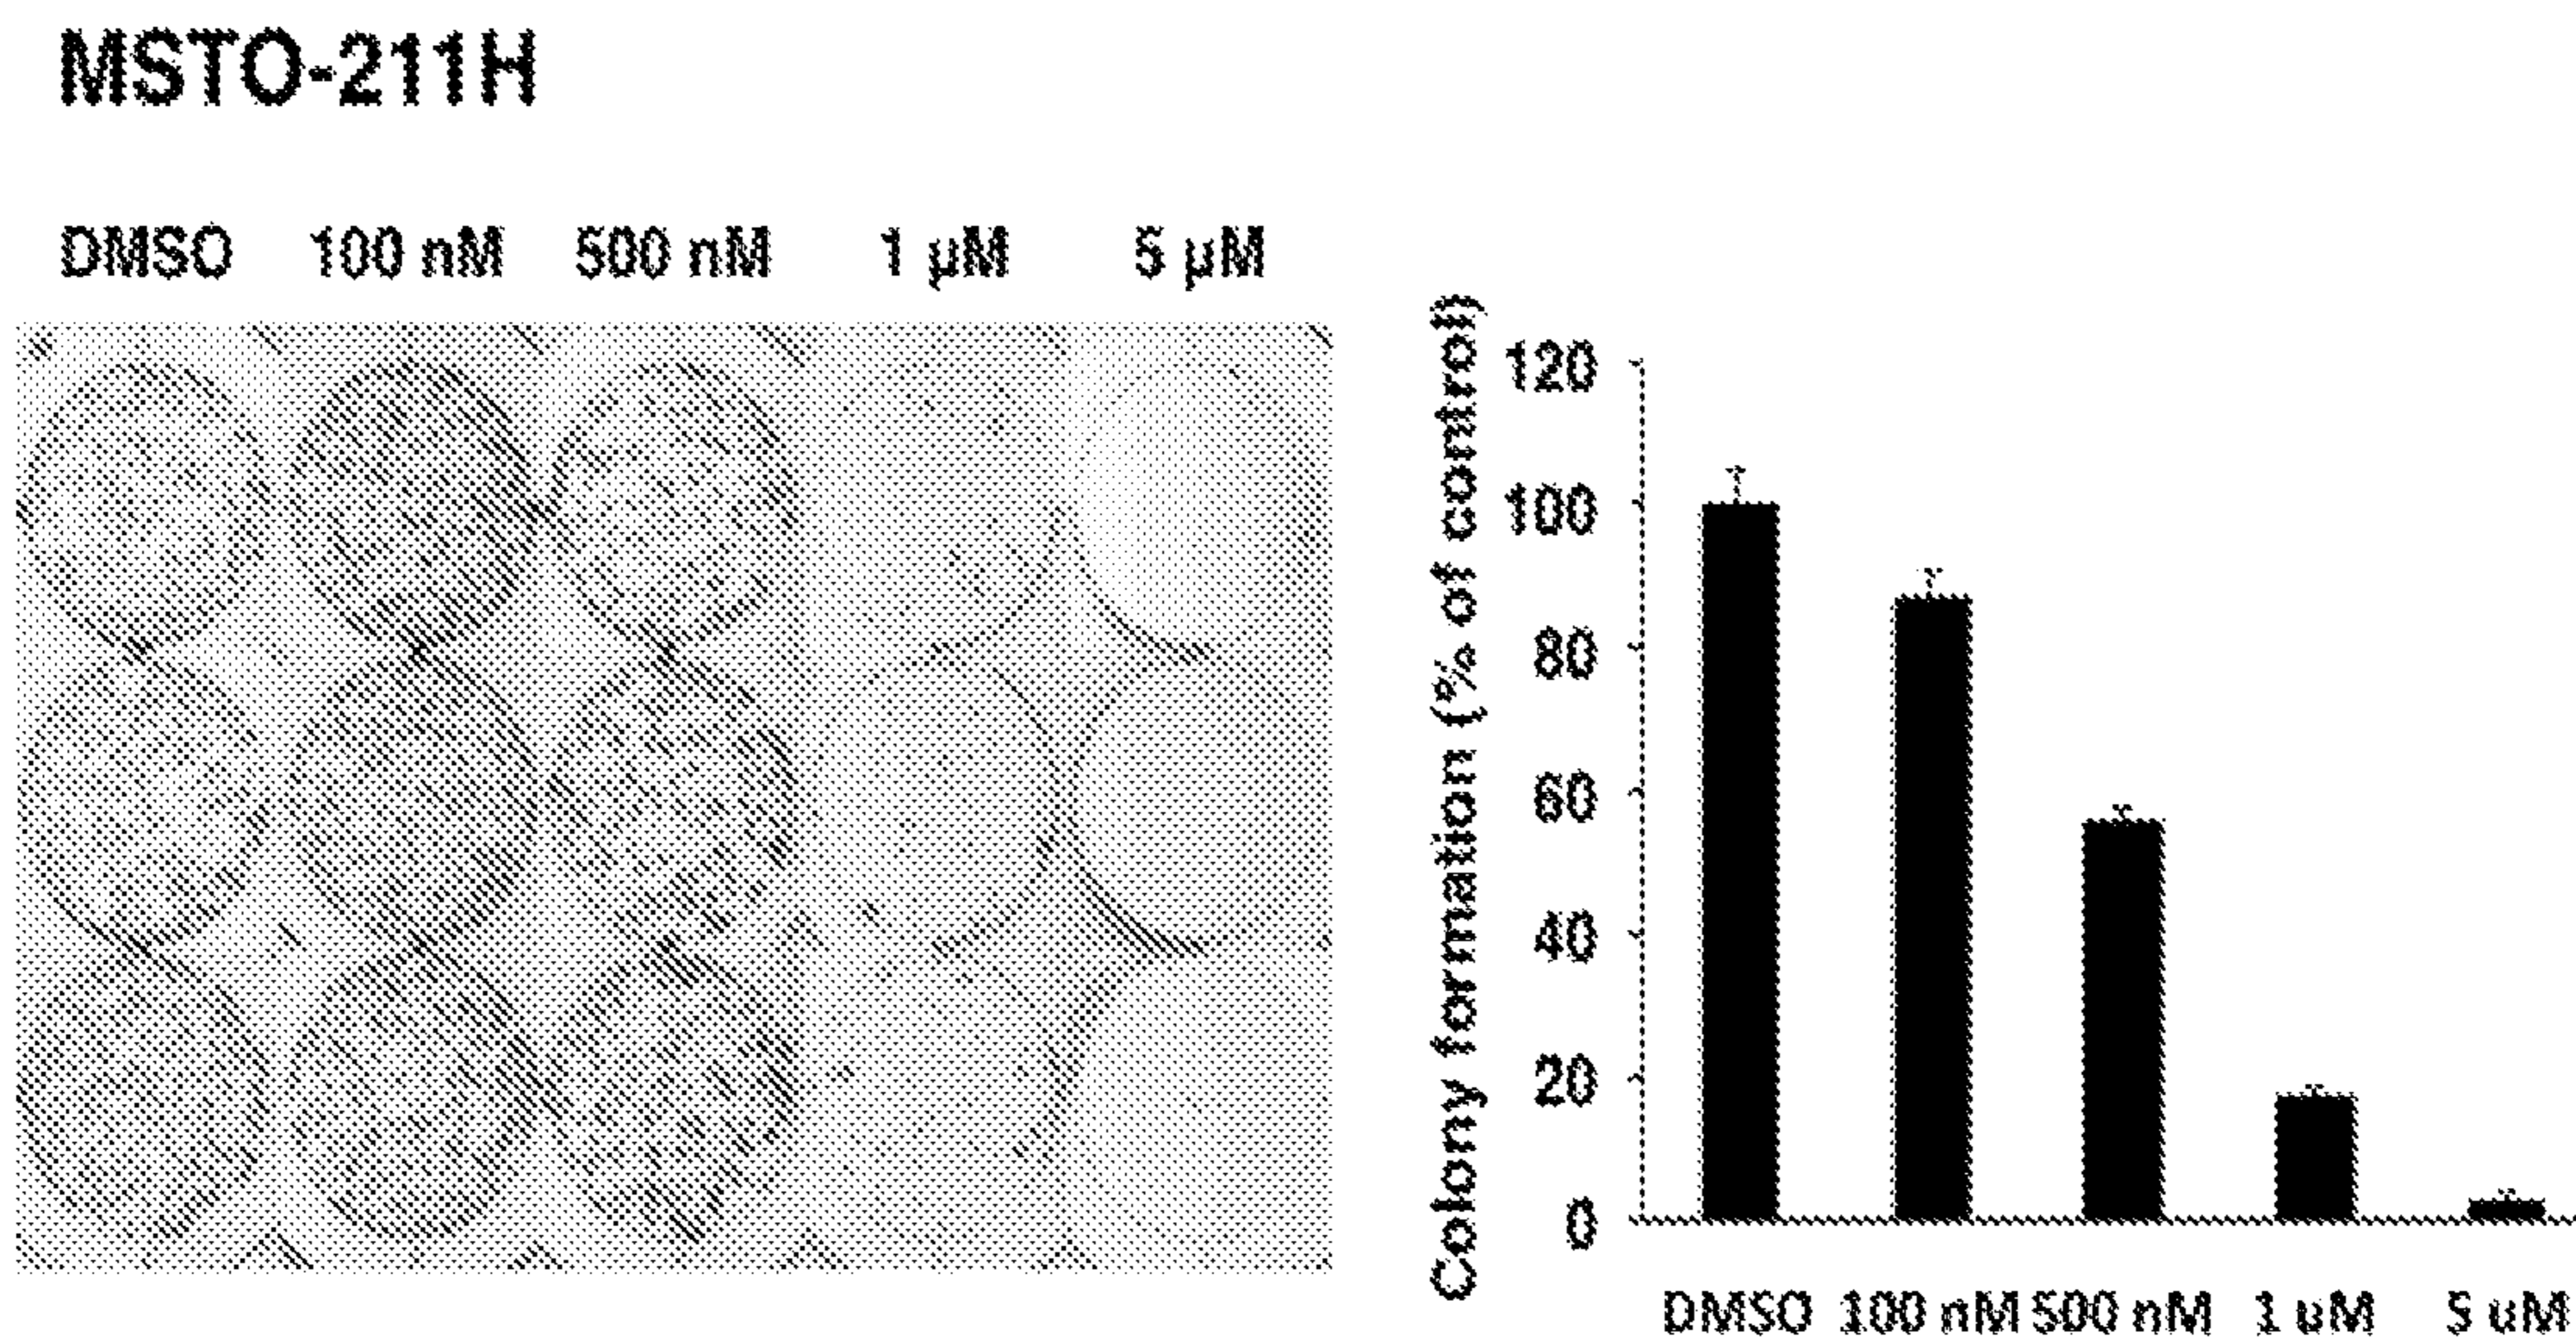 MSTO-211H
DMSO 100 nM 500 nM 1 µM 5 µM
Colony formation (% of control)
120
100
80
60
40
20
0
DMSO 100 nM 500 nM 1 uM 5 uM